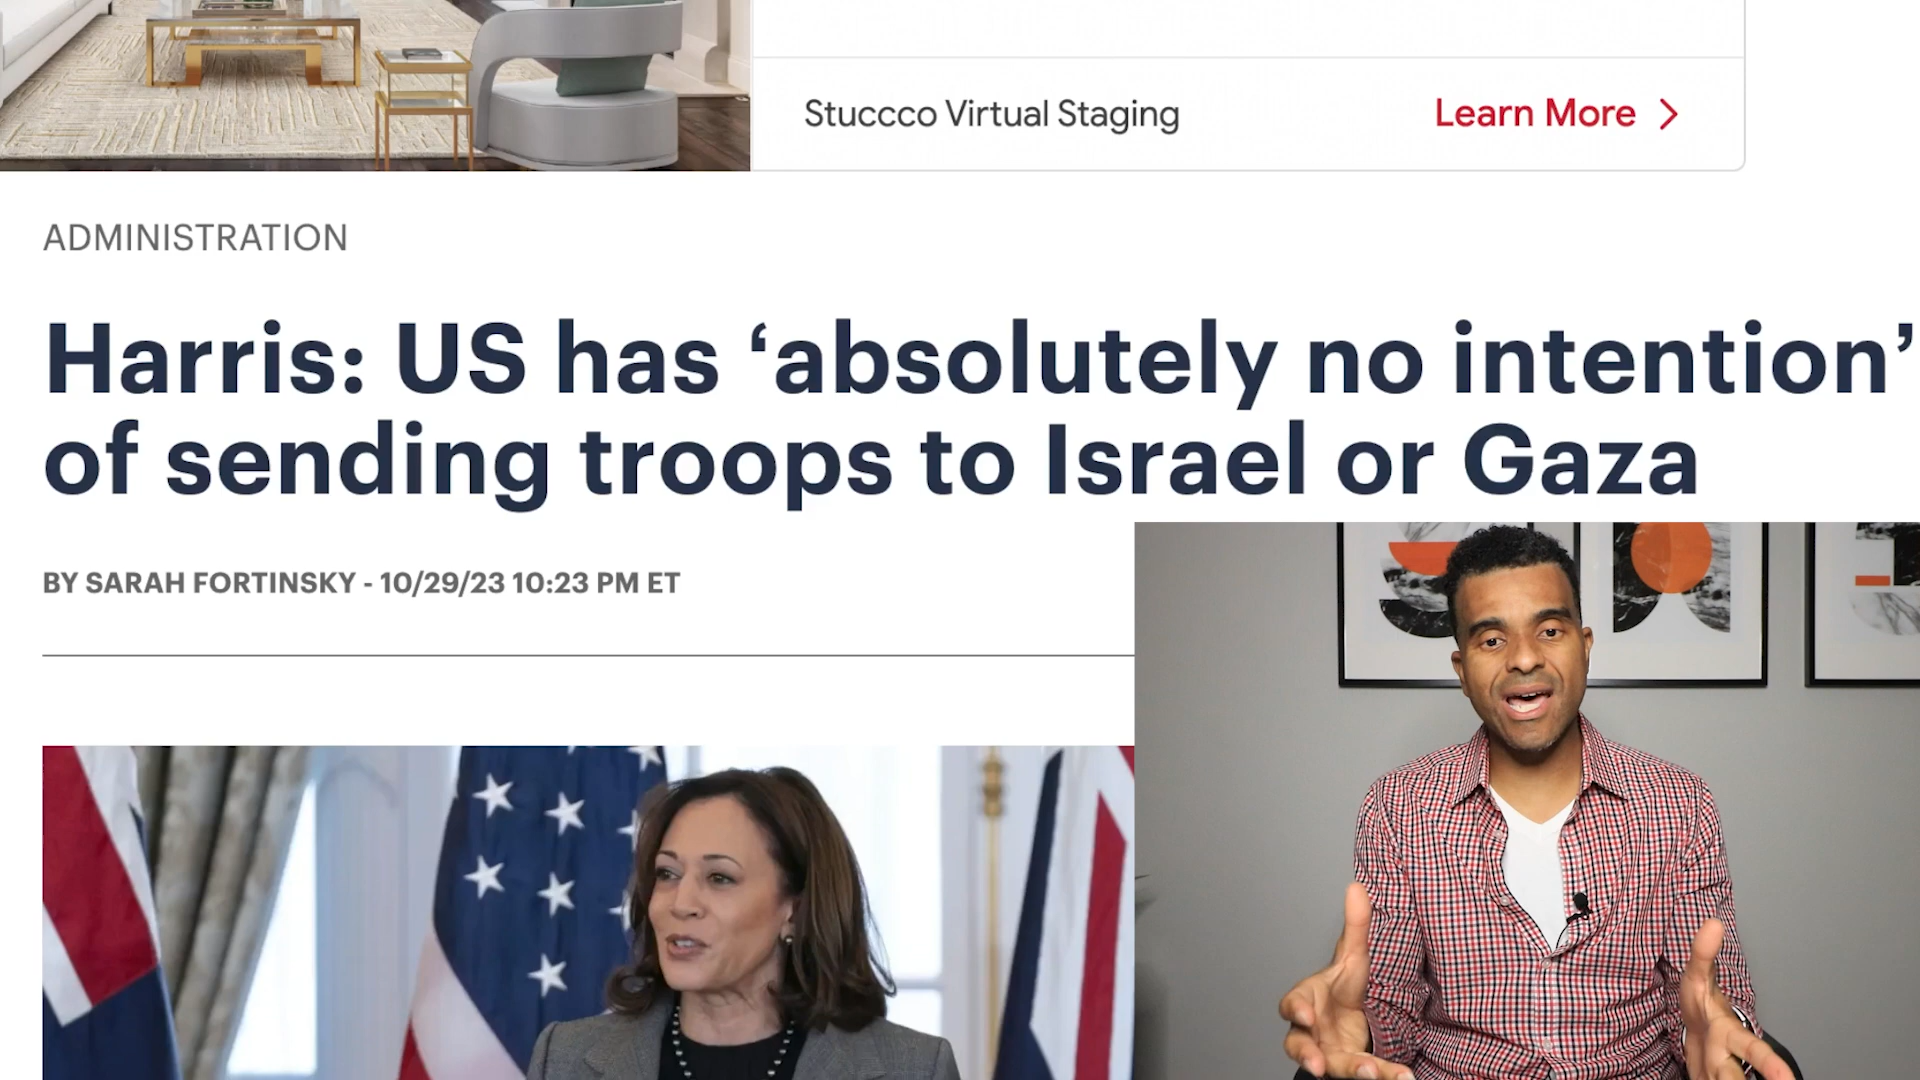 Stuccco Virtual Staging
Learn More
ADMINISTRATION
Harris: US has ‘absolutely no intention’
of sending troops to Israel or Gaza
BY SARAH FORTINSKY - 10/29/23 10:23 PM ET